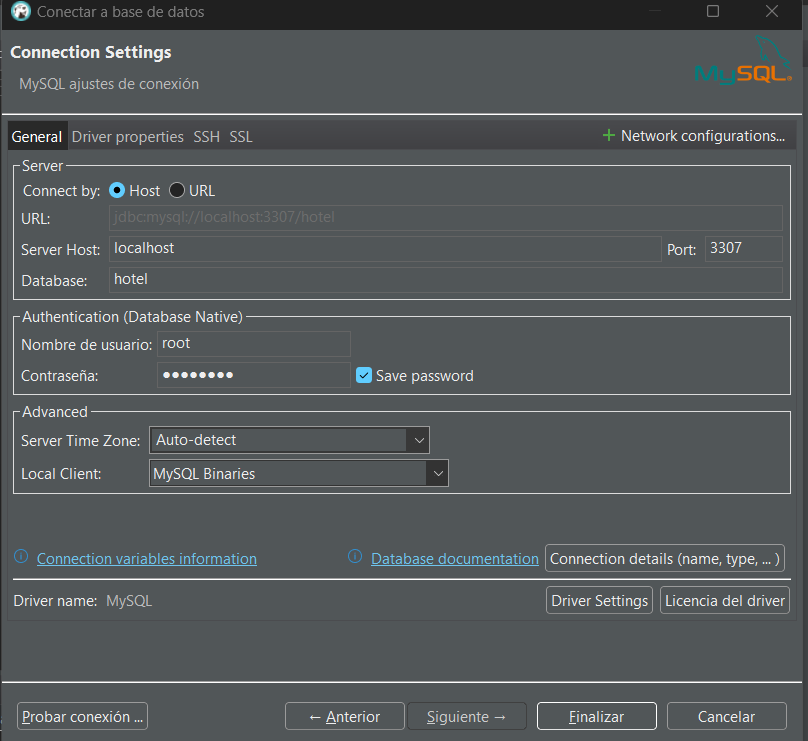 Conectar a base de datos
Connection Settings
MySQL ajustes de conexión
MySQL
General Driver properties SSH SSL + Network configurations...
Server
Connect by: Host URL
URL: jdbc:mysql://localhost:3307/hotel
Server Host: localhost Port: 3307
Database: hotel
Authentication (Database Native)
Nombre de usuario: root
Contraseña: •••••••• Save password
Advanced
Server Time Zone: Auto-detect
Local Client: MySQL Binaries
Connection variables information Database documentation Connection details (name, type, ... )
Driver name: MySQL Driver Settings Licencia del driver
Probar conexión ... ← Anterior Siguiente → Finalizar Cancelar